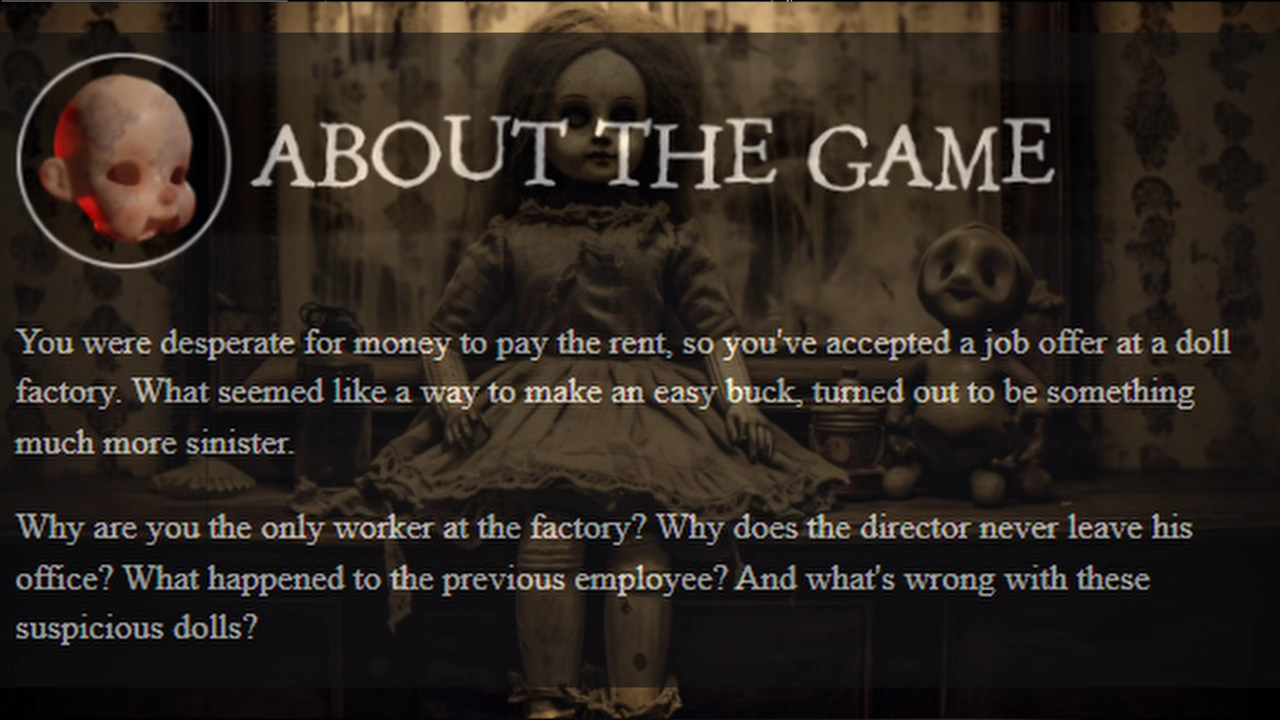 ABOUT THE GAME
You were desperate for money to pay the rent, so you've accepted a job offer at a doll
factory. What seemed like a way to make an easy buck, turned out to be something
much more sinister.
Why are you the only worker at the factory? Why does the director never leave his
office? What happened to the previous employee? And what's wrong with these
suspicious dolls?